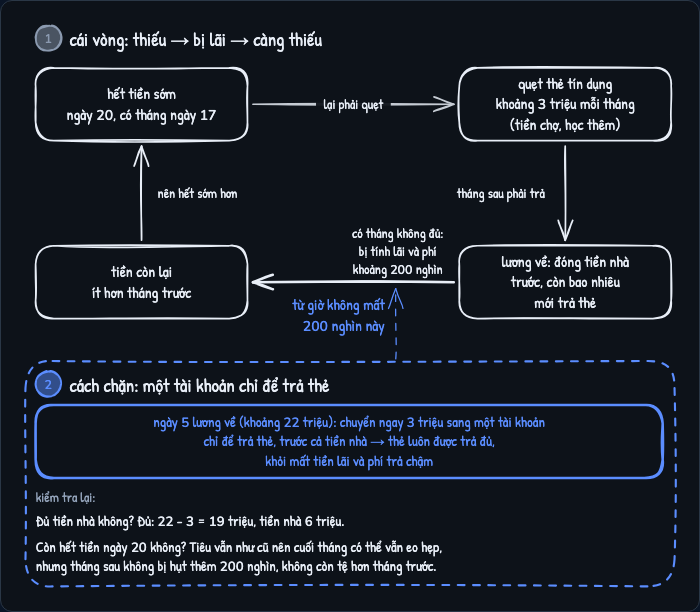 1
cái vòng: thiếu → bị lãi → càng thiếu
hết tiền sớm
ngày 20, có tháng ngày 17
lại phải quẹt
quẹt thẻ tín dụng
khoảng 3 triệu mỗi tháng
(tiền chợ, học thêm)
nên hết sớm hơn
tháng sau phải trả
có tháng không đủ:
bị tính lãi và phí
khoảng 200 nghìn
tiền còn lại
ít hơn tháng trước
lương về: đóng tiền nhà
trước, còn bao nhiêu
mới trả thẻ
từ giờ không mất
200 nghìn này
2
cách chặn: một tài khoản chỉ để trả thẻ
ngày 5 lương về (khoảng 22 triệu): chuyển ngay 3 triệu sang một tài khoản
chỉ để trả thẻ, trước cả tiền nhà → thẻ luôn được trả đủ,
khỏi mất tiền lãi và phí trả chậm
kiểm tra lại:
Đủ tiền nhà không? Đủ: 22 – 3 = 19 triệu, tiền nhà 6 triệu.
Còn hết tiền ngày 20 không? Tiêu vẫn như cũ nên cuối tháng có thể vẫn eo hẹp,
nhưng tháng sau không bị hụt thêm 200 nghìn, không còn tệ hơn tháng trước.